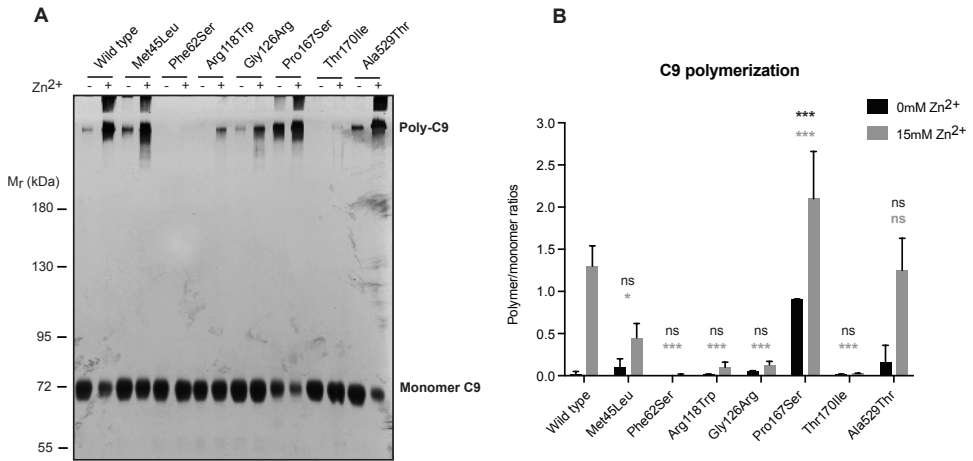 A
Wild type
Met45Leu
Phe62Ser
Arg118Trp
Gly126Arg
Pro167Ser
Thr170Ile
Ala529Thr
Zn2+ - + - + - + - + - + - + - + - +
Poly-C9
Mr (kDa)
180
130
95
72
55
Monomer C9
B
C9 polymerization
0mM Zn2+
15mM Zn2+
Polymer/monomer ratios
3.0
2.5
2.0
1.5
1.0
0.5
0.0
ns
*
ns
***
ns
***
ns
***
***
***
ns
***
ns
ns
Wild type
Met45Leu
Phe62Ser
Arg118Trp
Gly126Arg
Pro167Ser
Thr170Ile
Ala529Thr